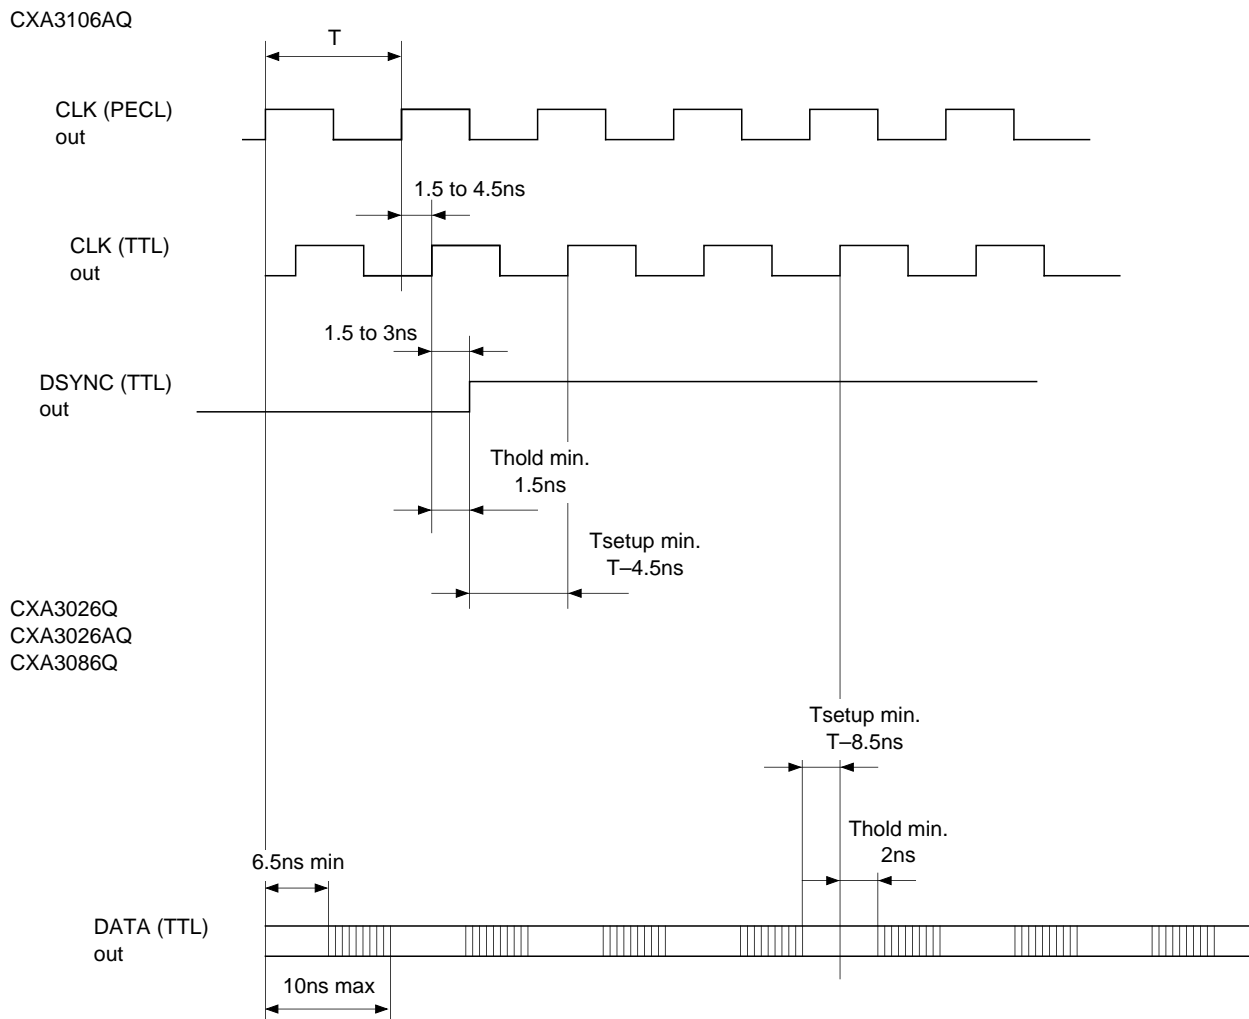 CXA3106AQ
T
CLK (PECL)
out
1.5 to 4.5ns
CLK (TTL)
out
1.5 to 3ns
DSYNC (TTL)
out
Thold min.
1.5ns
Tsetup min.
T–4.5ns
CXA3026Q
CXA3026AQ
CXA3086Q
Tsetup min.
T–8.5ns
Thold min.
2ns
6.5ns min
DATA (TTL)
out
10ns max